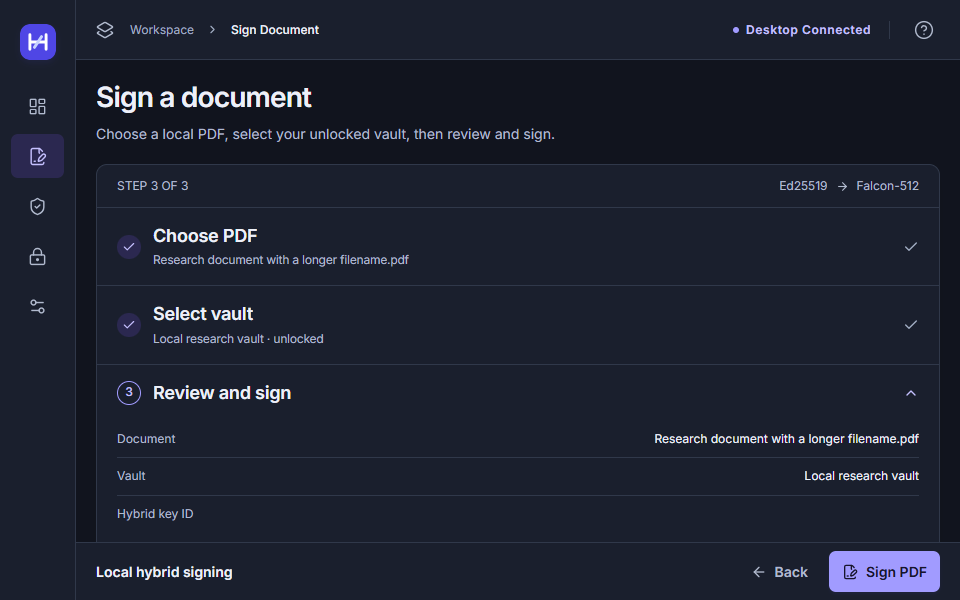 Workspace > Sign Document
Desktop Connected
Sign a document
Choose a local PDF, select your unlocked vault, then review and sign.
STEP 3 OF 3
Ed25519 → Falcon-512
Choose PDF
Research document with a longer filename.pdf
Select vault
Local research vault · unlocked
3 Review and sign
Document Research document with a longer filename.pdf
Vault Local research vault
Hybrid key ID
Local hybrid signing
← Back
Sign PDF